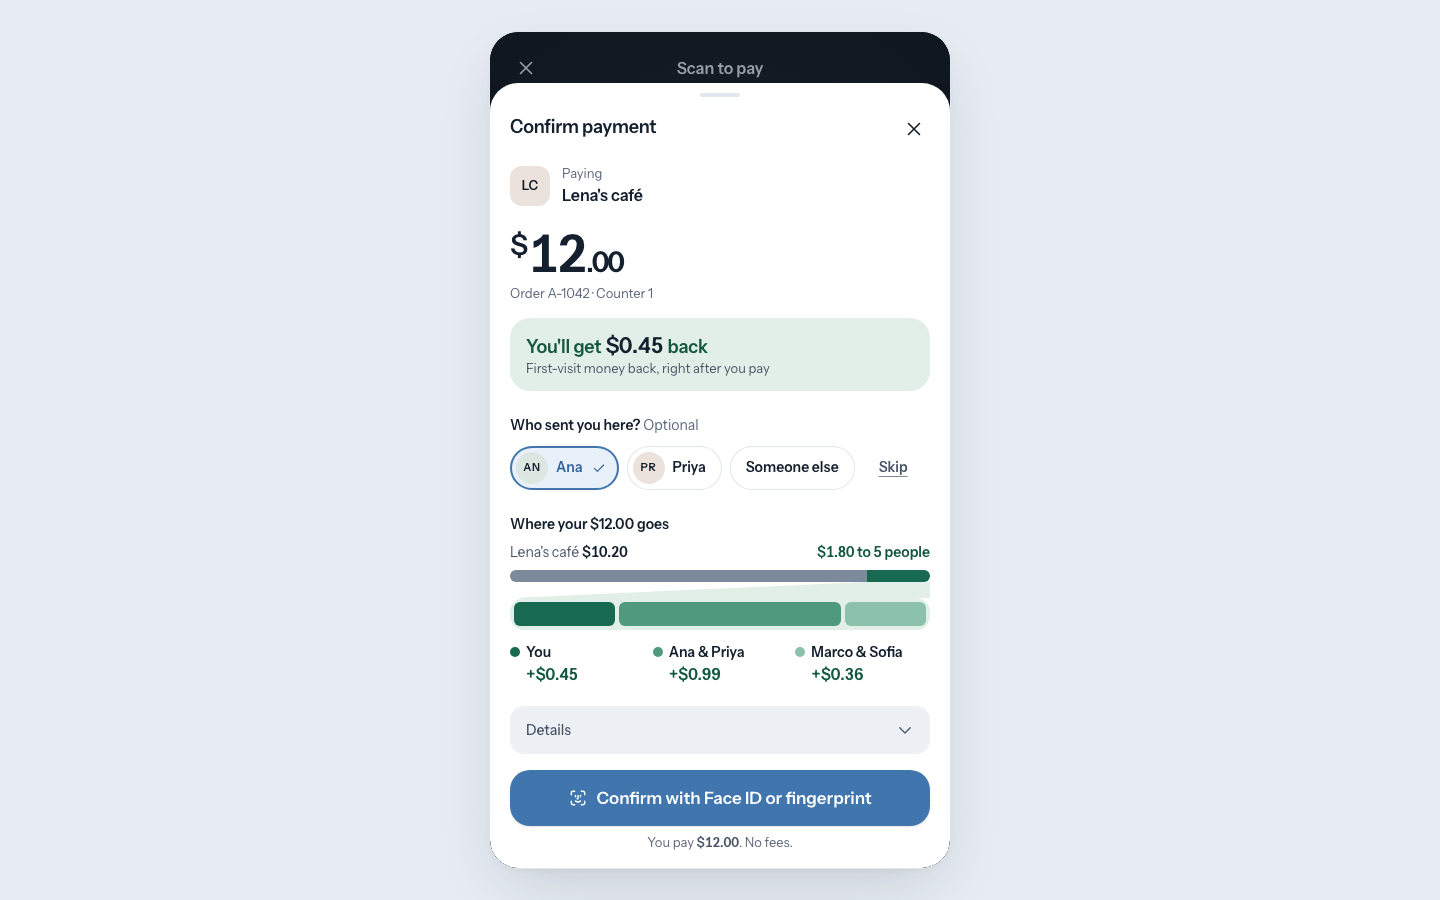 Scan to pay
Confirm payment
LC
Paying
Lena's café
$12.00
Order A-1042 · Counter 1
You'll get $0.45 back
First-visit money back, right after you pay
Who sent you here? Optional
AN Ana PR Priya Someone else Skip
Where your $12.00 goes
Lena's café $10.20 $1.80 to 5 people
You Ana & Priya Marco & Sofia
+$0.45 +$0.99 +$0.36
Details
Confirm with Face ID or fingerprint
You pay $12.00. No fees.